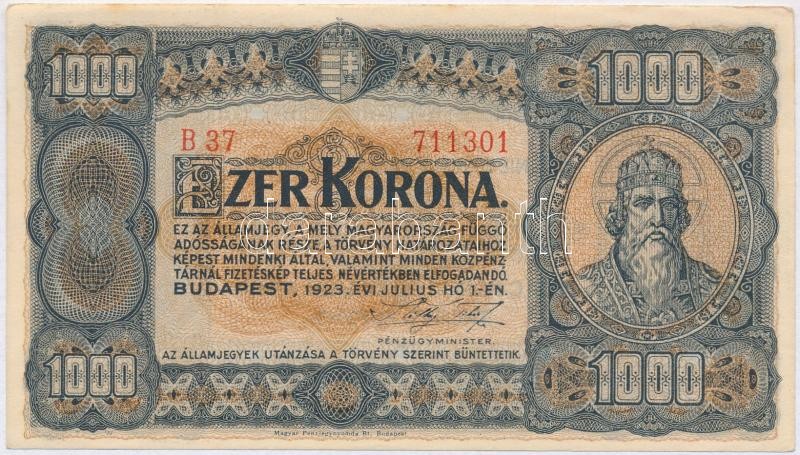 1000
1000
B 37 711301
EZER KORONA.
EZ AZ ÁLLAMJEGY, A MELY MAGYARORSZÁG FÜGGŐ
ADÓSSÁGÁNAK RÉSZE, A TÖRVÉNY HATÁROZATAIHOZ
KÉPEST MINDENKI ÁLTAL, VALAMINT MINDEN KÖZPÉNZ
TÁRNÁL FIZETÉSKÉP TELJES NÉVÉRTÉKBEN ELFOGADANDÓ.
BUDAPEST, 1923. ÉVI JULIUS HÓ 1.-ÉN.
PÉNZÜGYMINISTER.
AZ ÁLLAMJEGYEK UTÁNZÁSA A TÖRVÉNY SZERINT BÜNTETTETIK.
1000
1000
Magyar Pénzjegynyomda Rt. Budapest
darabanth